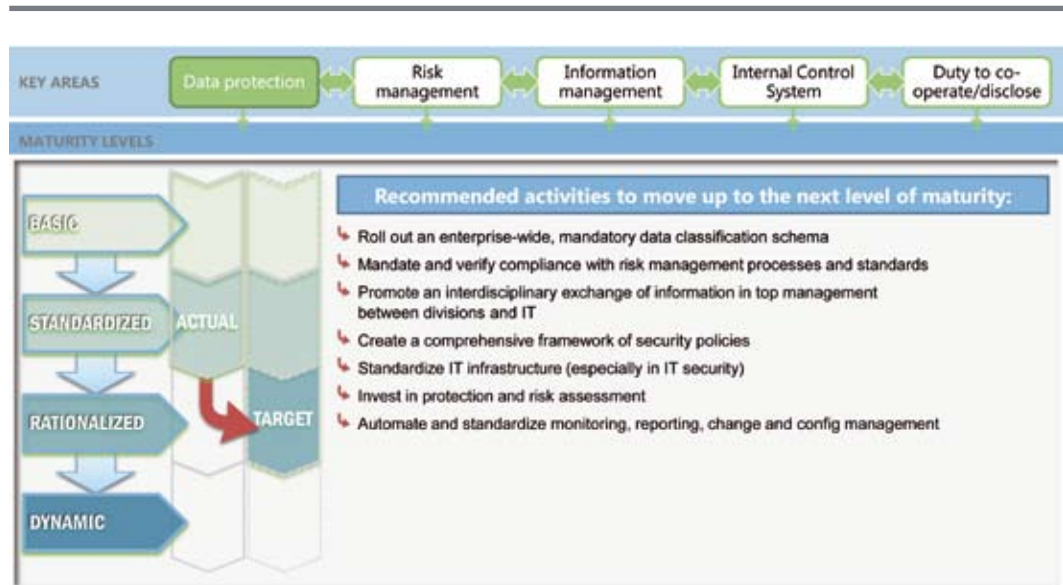 KEY AREAS
Data protection
Risk
management
Information
management
Internal Control
System
Duty to co-
operate/disclose
MATURITY LEVELS
BASIC
STANDARDIZED
RATIONALIZED
DYNAMIC
ACTUAL
TARGET
Recommended activities to move up to the next level of maturity:
Roll out an enterprise-wide, mandatory data classification schema
Mandate and verify compliance with risk management processes and standards
Promote an interdisciplinary exchange of information in top management
between divisions and IT
Create a comprehensive framework of security policies
Standardize IT infrastructure (especially in IT security)
Invest in protection and risk assessment
Automate and standardize monitoring, reporting, change and config management